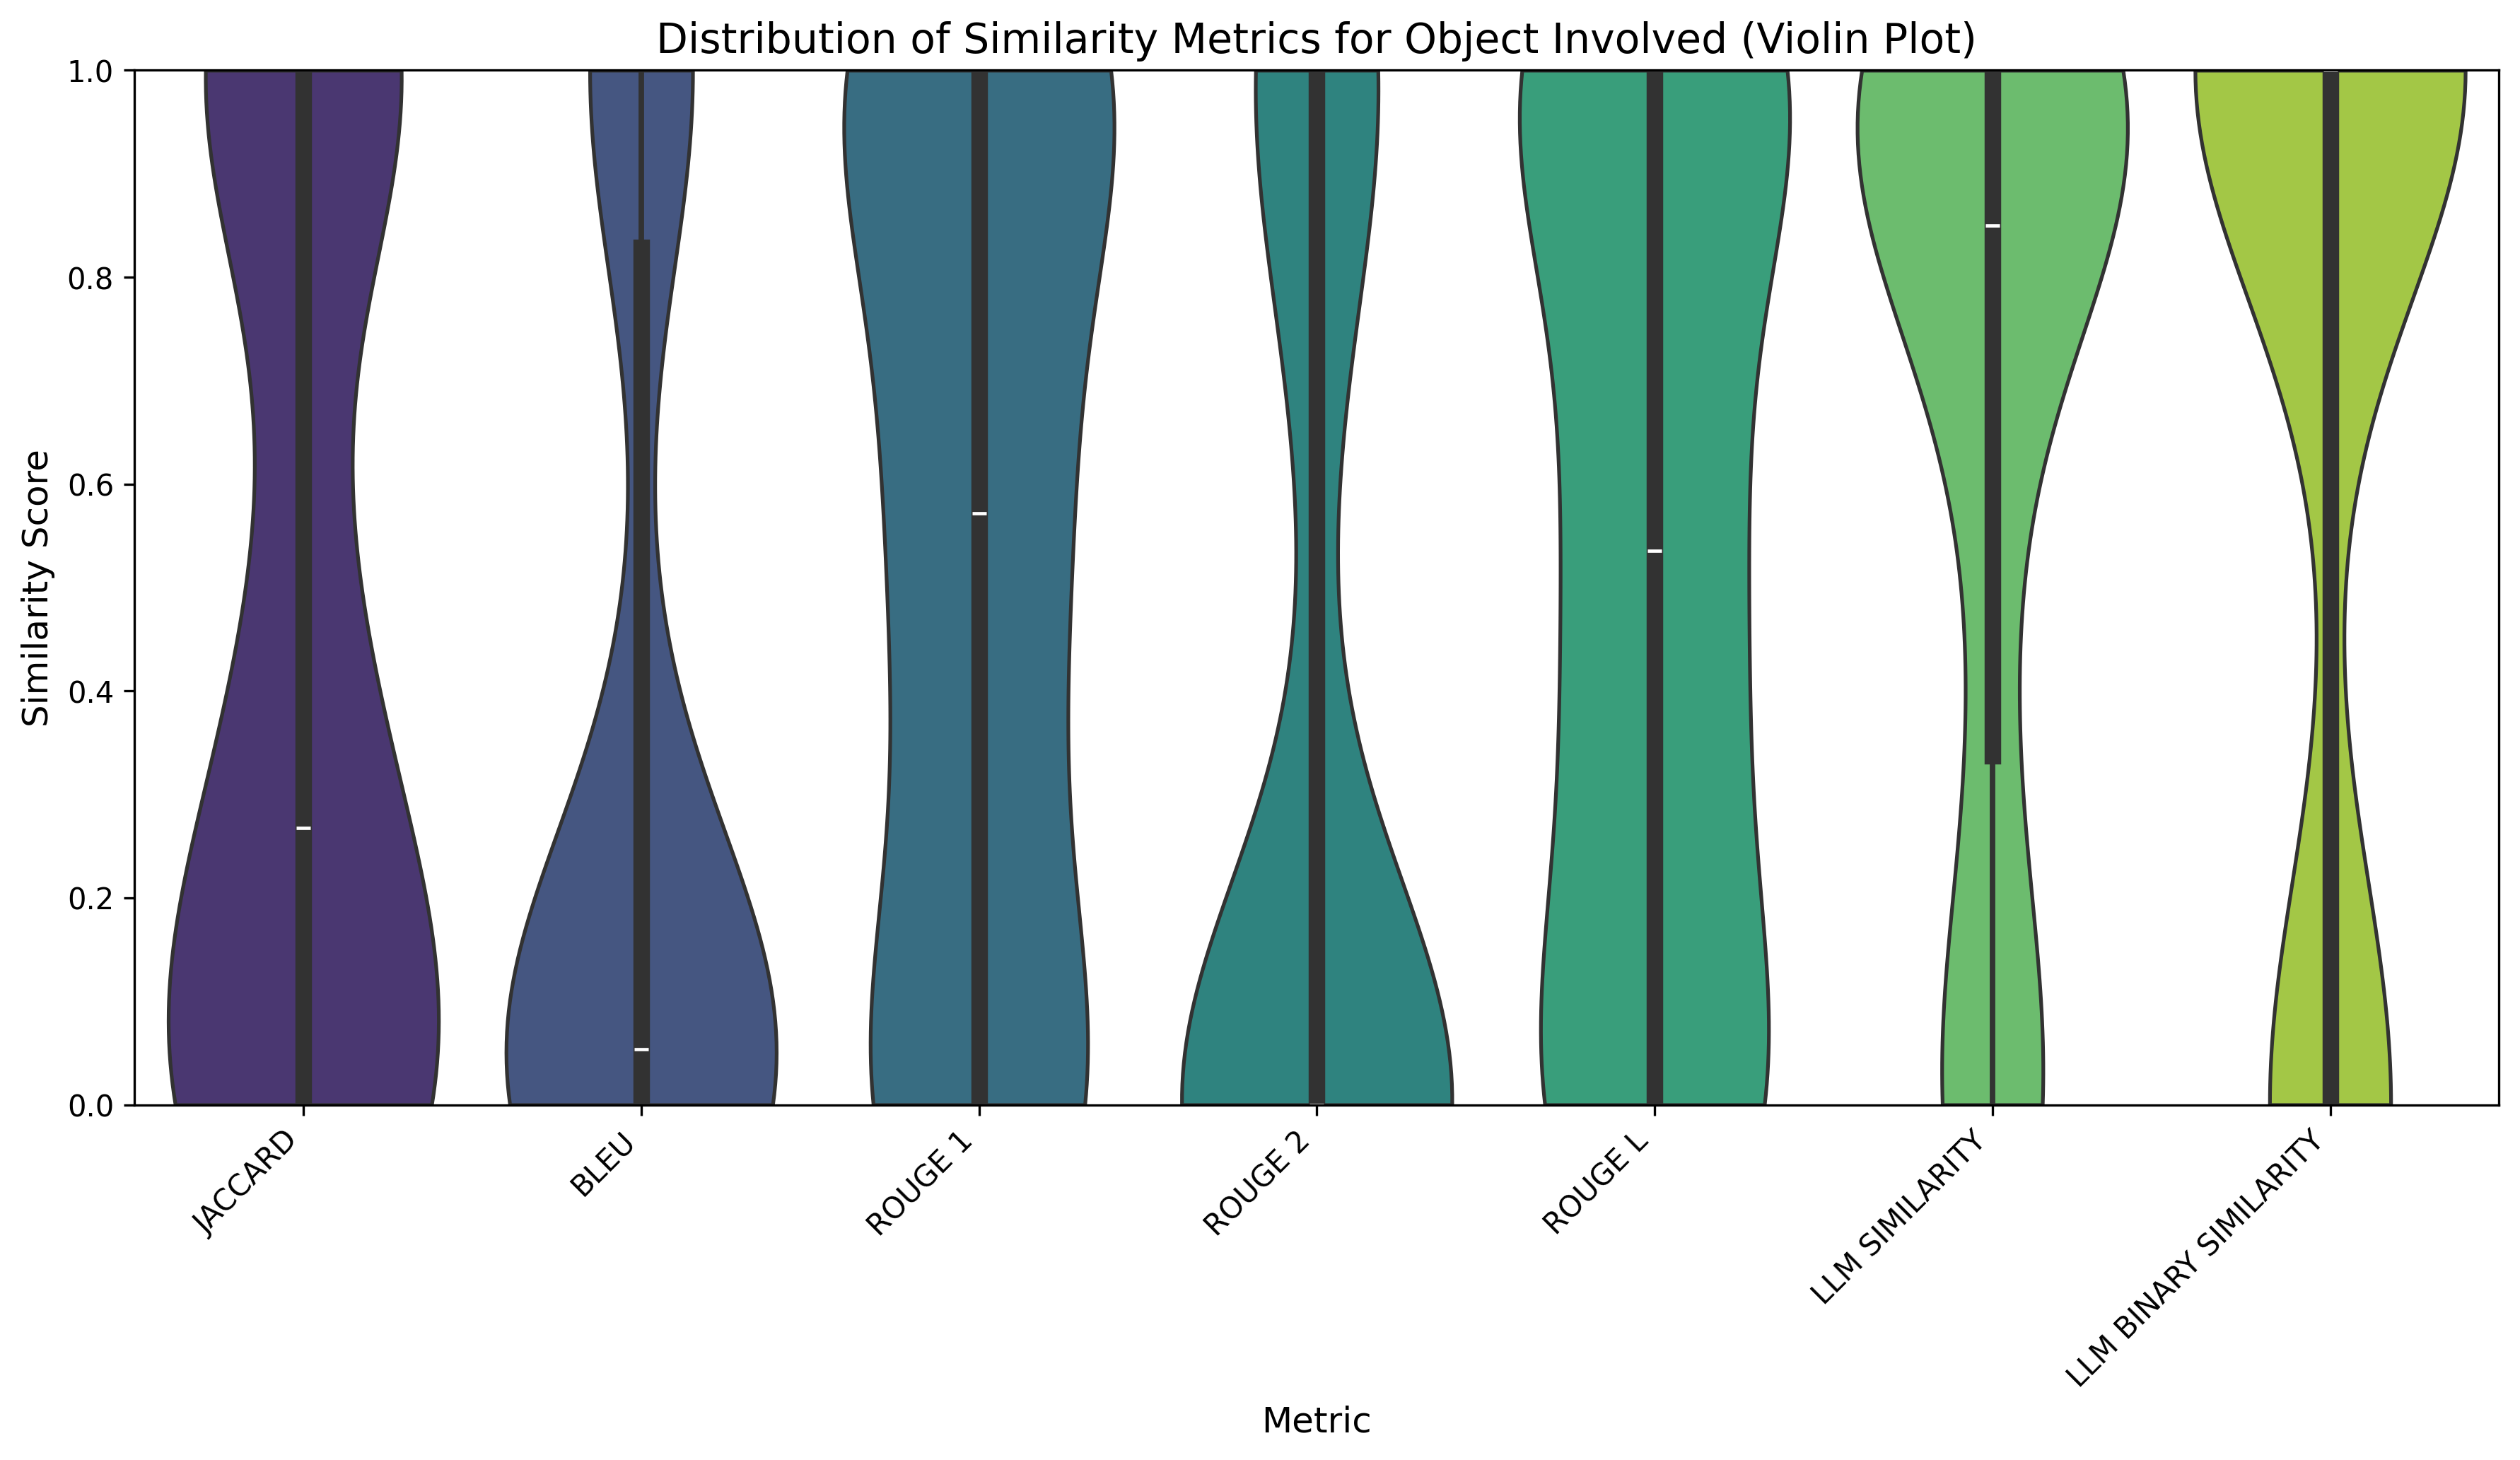 Distribution of Similarity Metrics for Object Involved (Violin Plot)
Similarity Score
1.0
0.8
0.6
0.4
0.2
0.0
JACCARD
BLEU
ROUGE 1
ROUGE 2
ROUGE L
LLM SIMILARITY
LLM BINARY SIMILARITY
Metric